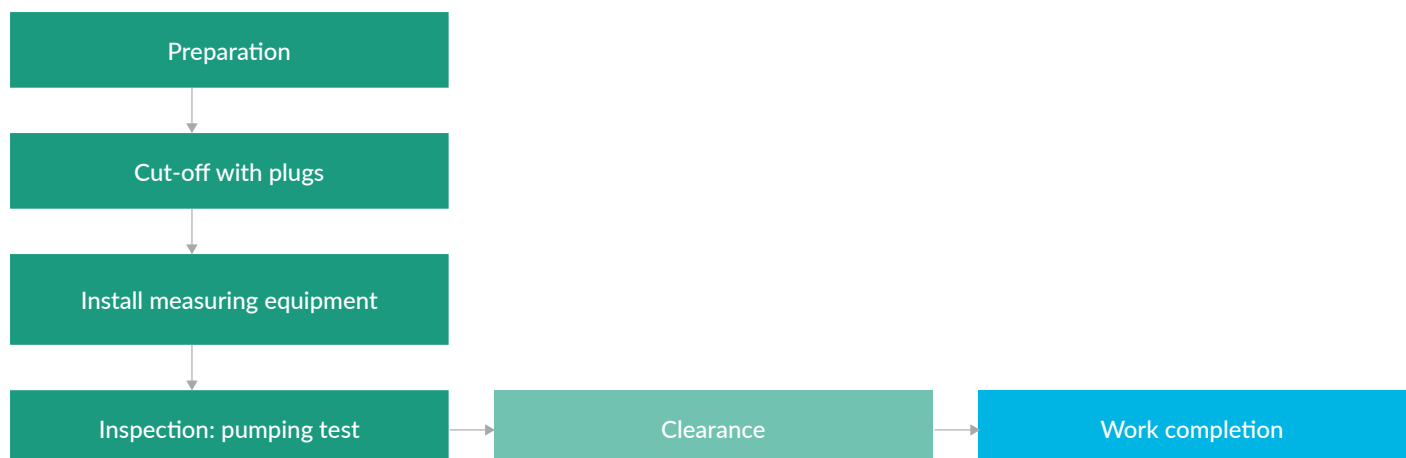 Preparation
Cut-off with plugs
Install measuring equipment
Inspection: pumping test
Clearance
Work completion